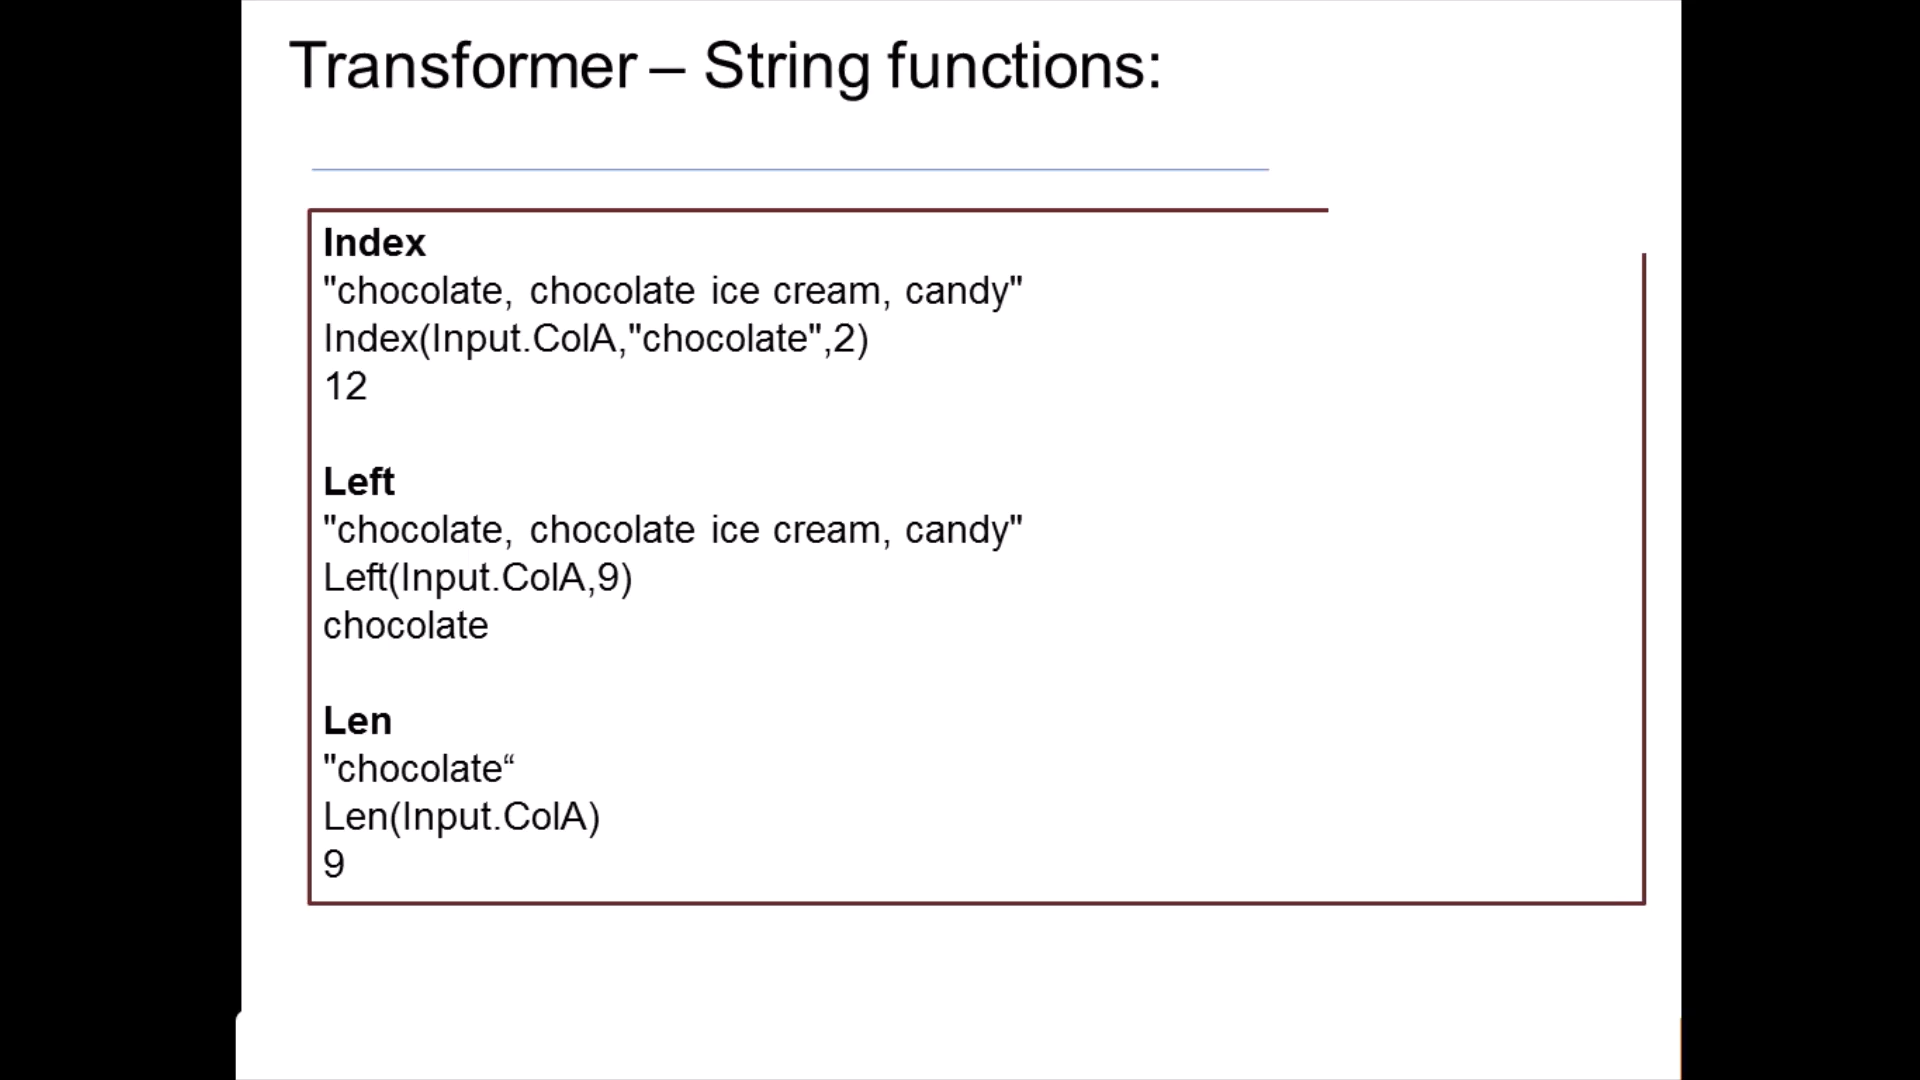 Transformer – String functions:
Index
"chocolate, chocolate ice cream, candy"
Index(Input.ColA,"chocolate",2)
12
Left
"chocolate, chocolate ice cream, candy"
Left(Input.ColA,9)
chocolate
Len
"chocolate“
Len(Input.ColA)
9